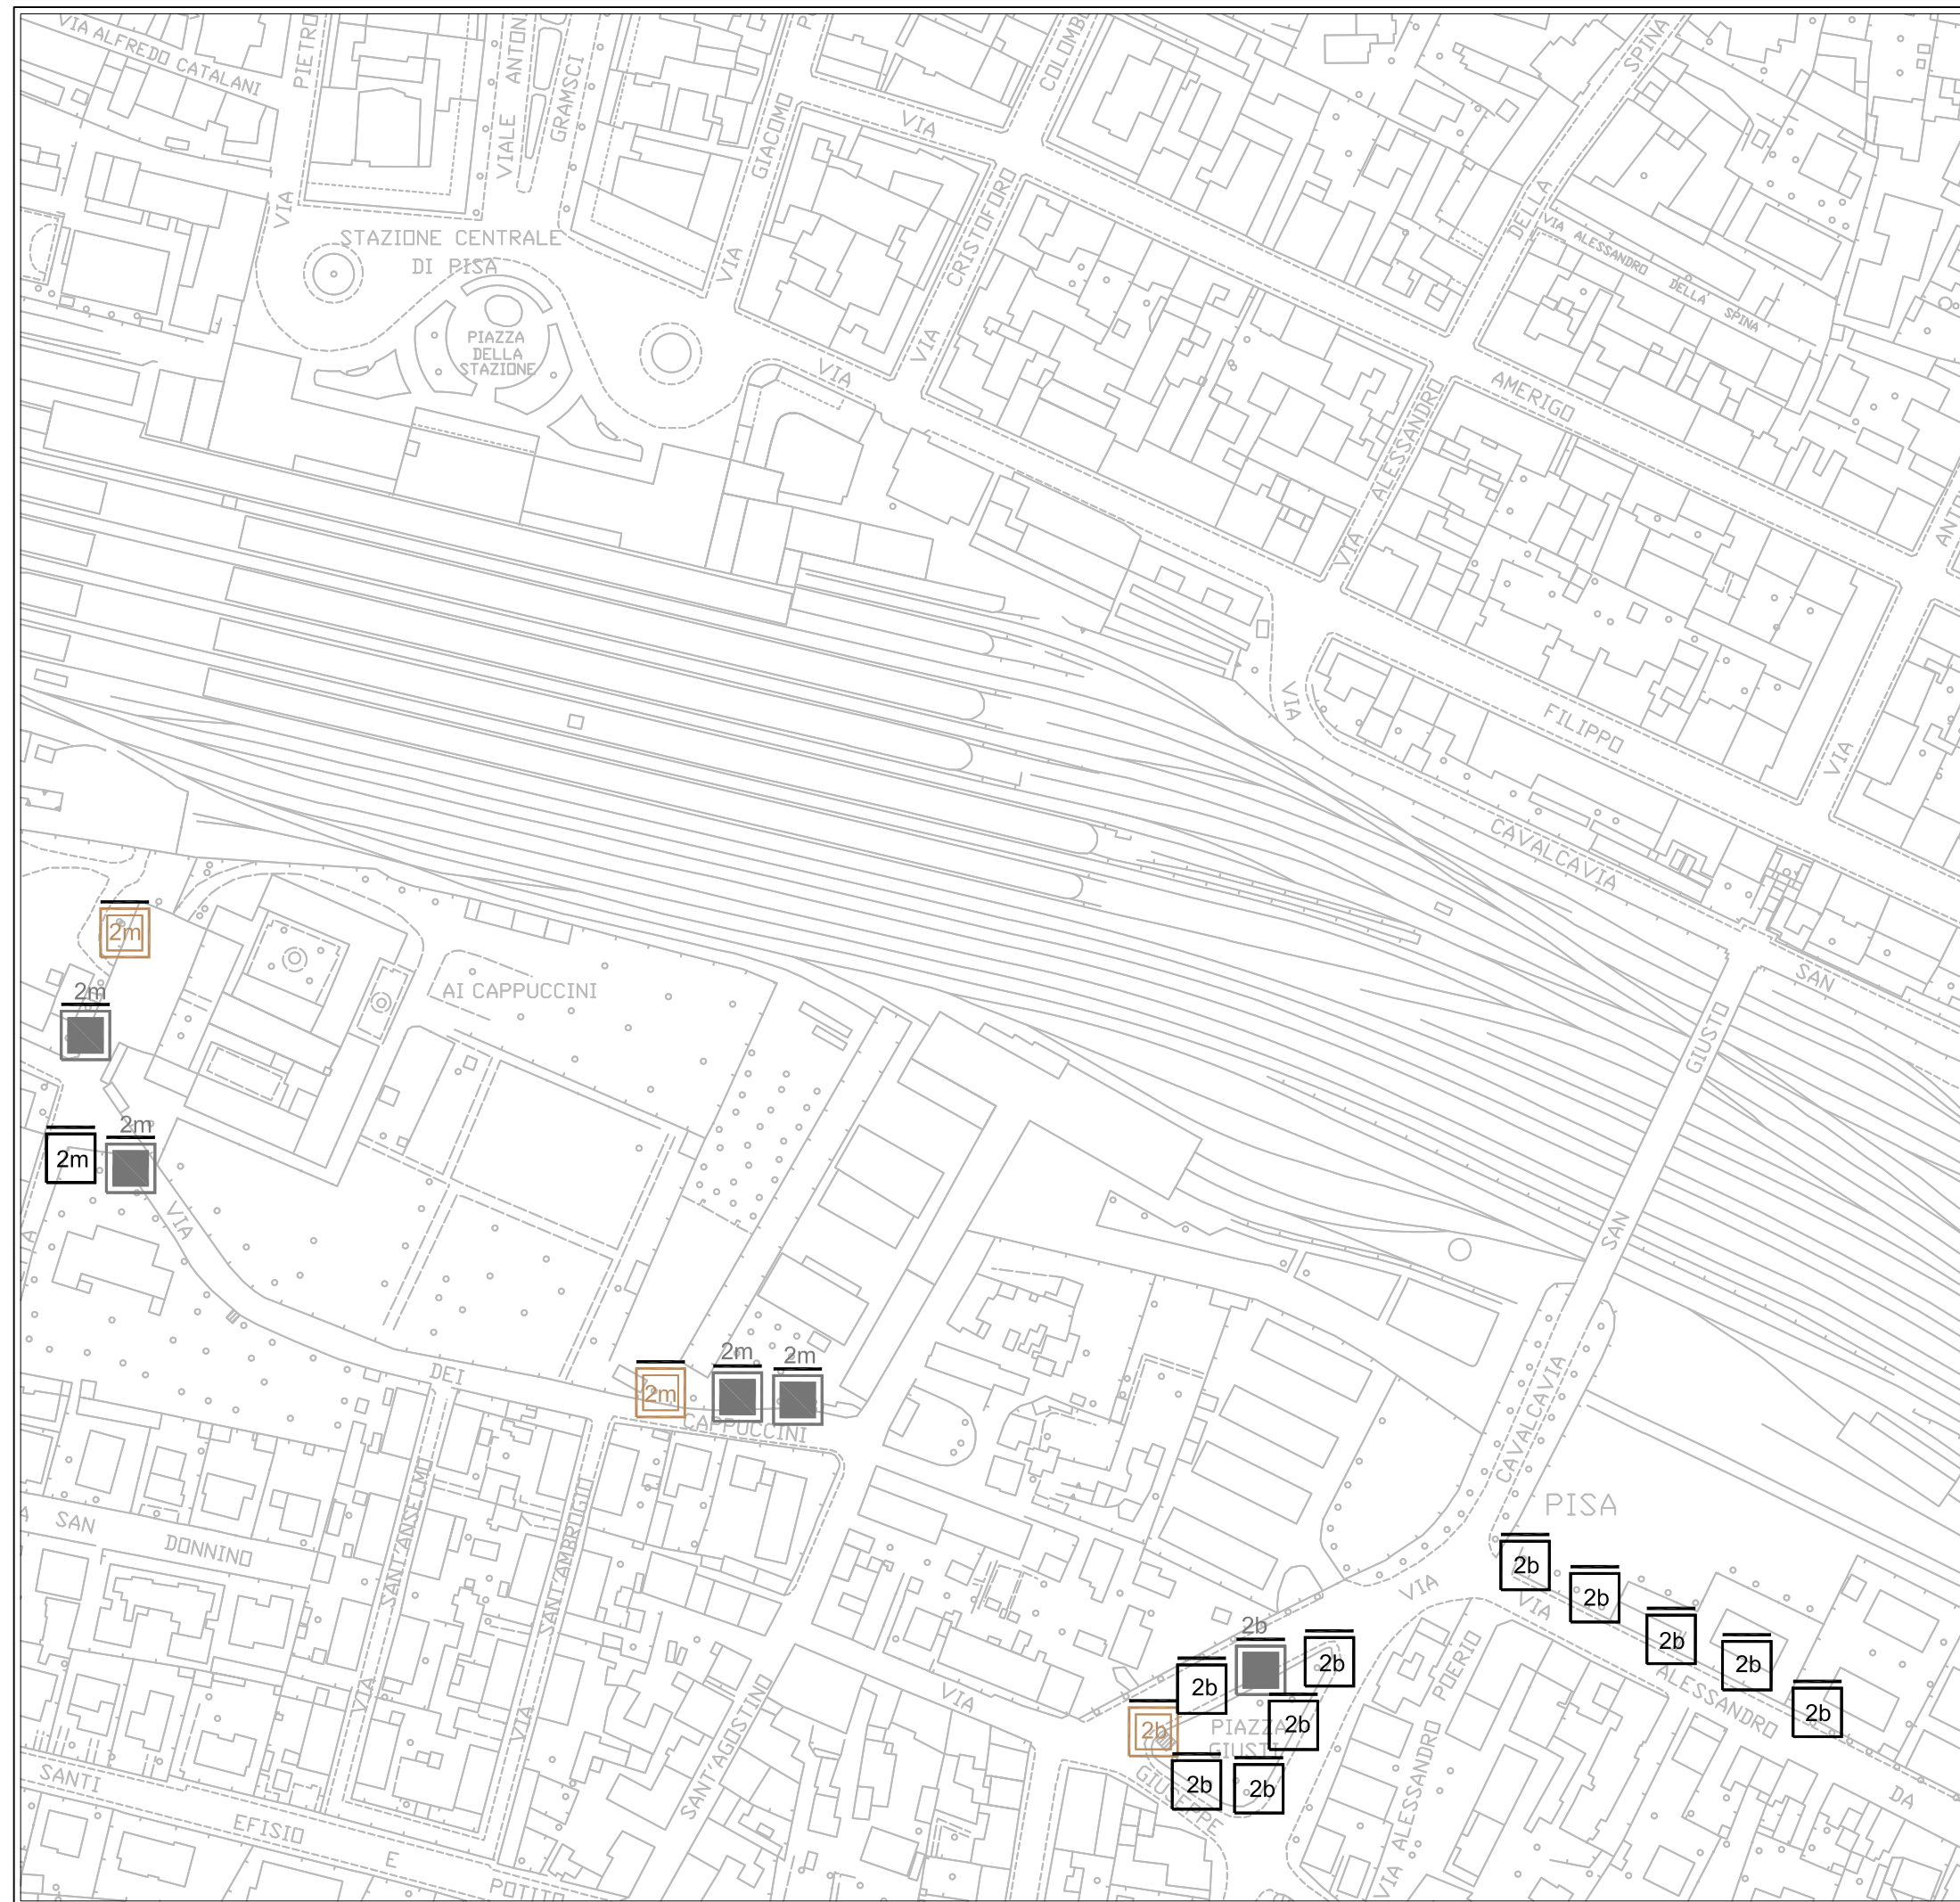 VIA ALFREDO CATALANI
PIETRO
VIALE ANTON
GRAMSCI
GIACOMO
VIA
COLOMB
SPINA
VIA
STAZIONE CENTRALE
DI PISA
VIA
CRISTOFORO
VIA
DELLA
VIA ALESSANDRO
DELLA
SPINA
PIAZZA
DELLA
STAZIONE
VIA
AMERIGO
ALESSANDRO
VIA
ANT
VIA
FILIPPO
VIA
CAVALCAVIA
SAN
GIUSTO
SAN
CAVALCAVIA
2m
AI CAPPUCCINI
2m
2m
2m
VIA
DEI
2m
2m
2m
CAPPUCCINI
PISA
A SAN
DONNINO
SANT'ANSELMO
VIA
SANT'AMBROGIO
VIA
SANT'AGOSTINO
VIA
VIA
VIA
2b
2b
2b
2b
2b
ALESSANDRO
DA
2b
2b
2b
2b
2b
2b
2b
PIAZZA
GIUSTI
GIUSEPPE
VIA ALESSANDRO POERIO
SANTI
EFISIO
E
POTITO